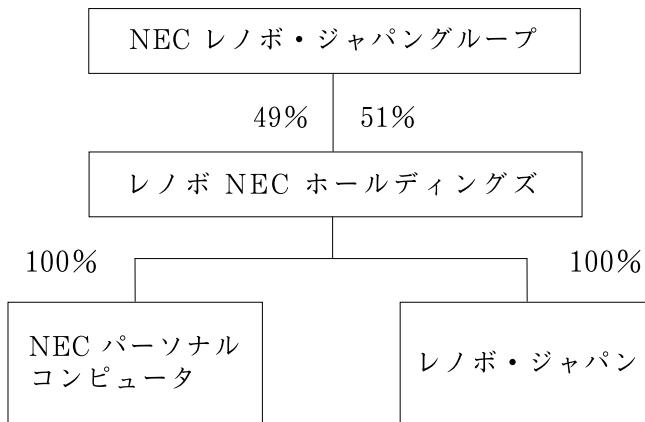 NEC レノボ・ジャパングループ
49% 51%
レノボ NEC ホールディングズ
100% 100%
NEC パーソナル
コンピュータ
レノボ・ジャパン